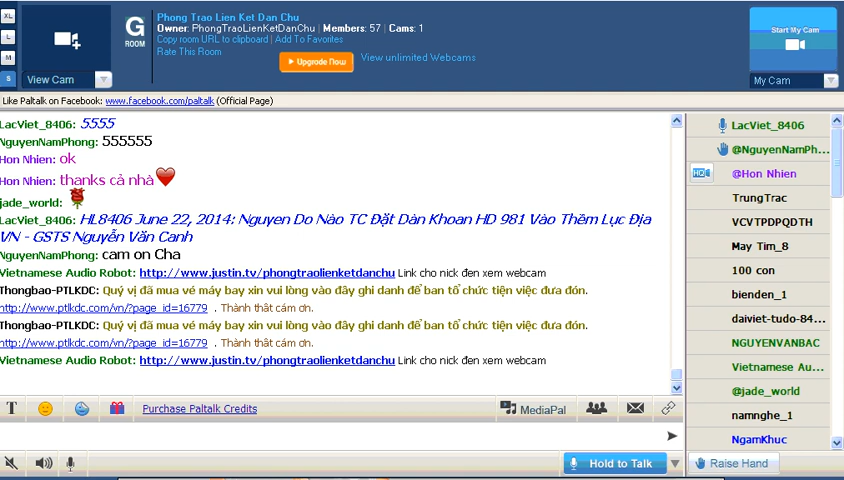 XL
L
M
S
View Cam
G
ROOM
Phong Trao Lien Ket Dan Chu
Owner: PhongTraoLienKetDanChu | Members: 57 | Cams: 1
Copy room URL to clipboard | Add To Favorites
Rate This Room
Upgrade Now
View unlimited Webcams
Start My Cam
My Cam
Like Paltalk on Facebook: www.facebook.com/paltalk (Official Page)
LacViet_8406: 5555
NguyenNamPhong: 555555
Hon Nhien: ok
Hon Nhien: thanks cả nhà
jade_world:
LacViet_8406: HL8406 June 22, 2014: Nguyen Do Nào TC Đặt Dàn Khoan HD 981 Vào Thềm Lục Địa
VN - GSTS Nguyễn Văn Canh
NguyenNamPhong: cam on Cha
Vietnamese Audio Robot: http://www.justin.tv/phongtraolienketdanchu Link cho nick đen xem webcam
Thongbao-PTLKDC: Quý vị đã mua vé máy bay xin vui lòng vào đây ghi danh để ban tổ chức tiện việc đưa đón.
http://www.ptlkdc.com/vn/?page_id=16779 . Thành thât cám ơn.
Thongbao-PTLKDC: Quý vị đã mua vé máy bay xin vui lòng vào đây ghi danh để ban tổ chức tiện việc đưa đón.
http://www.ptlkdc.com/vn/?page_id=16779 . Thành thât cám ơn.
Vietnamese Audio Robot: http://www.justin.tv/phongtraolienketdanchu Link cho nick đen xem webcam
LacViet_8406
@NguyenNamPh...
HQ
@Hon Nhien
TrungTrac
VCVTPDPQDTH
May Tim_8
100 con
bienden_1
daiviet-tudo-84...
NGUYENVANBAC
Vietnamese Au...
@jade_world
namnghe_1
NgamKhuc
T
Purchase Paltalk Credits
MediaPal
Hold to Talk
Raise Hand